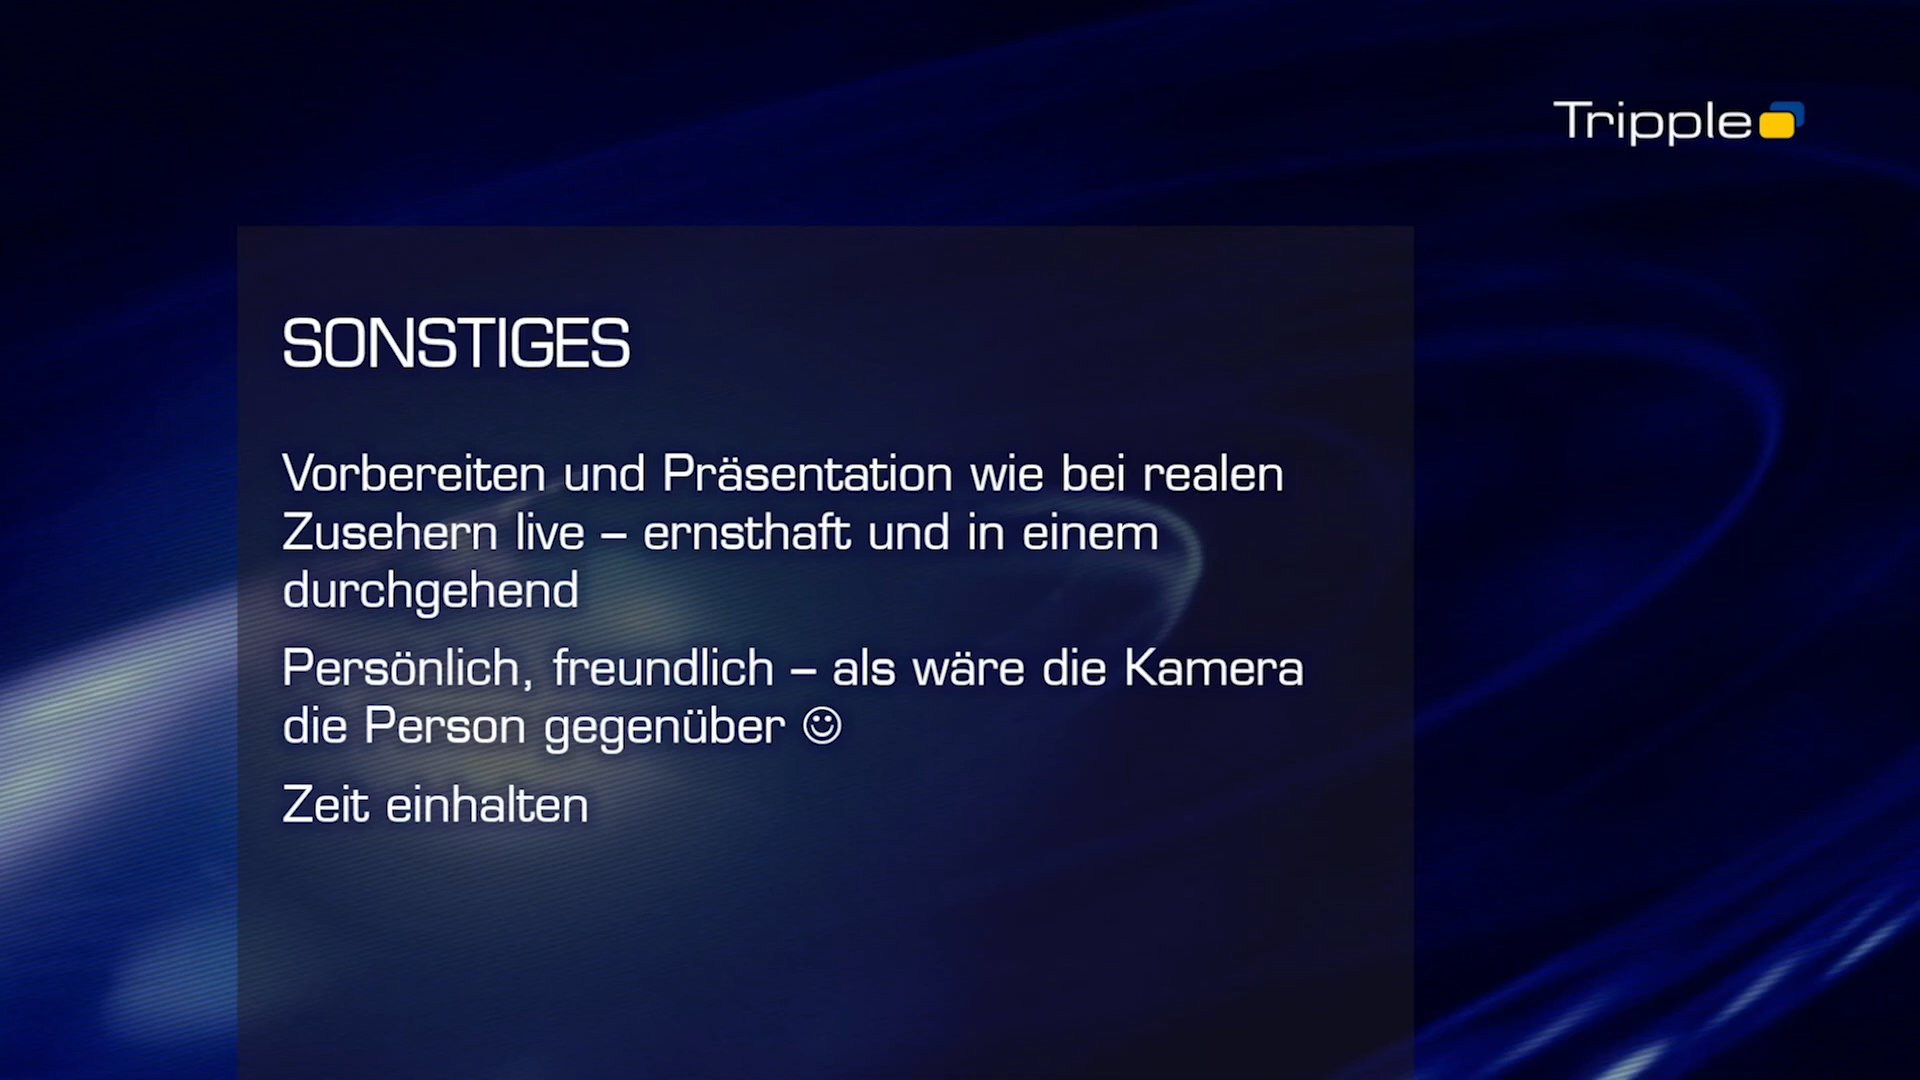 Tripple
SONSTIGES
Vorbereiten und Präsentation wie bei realen
Zusehern live – ernsthaft und in einem
durchgehend
Persönlich, freundlich – als wäre die Kamera
die Person gegenüber ☺
Zeit einhalten